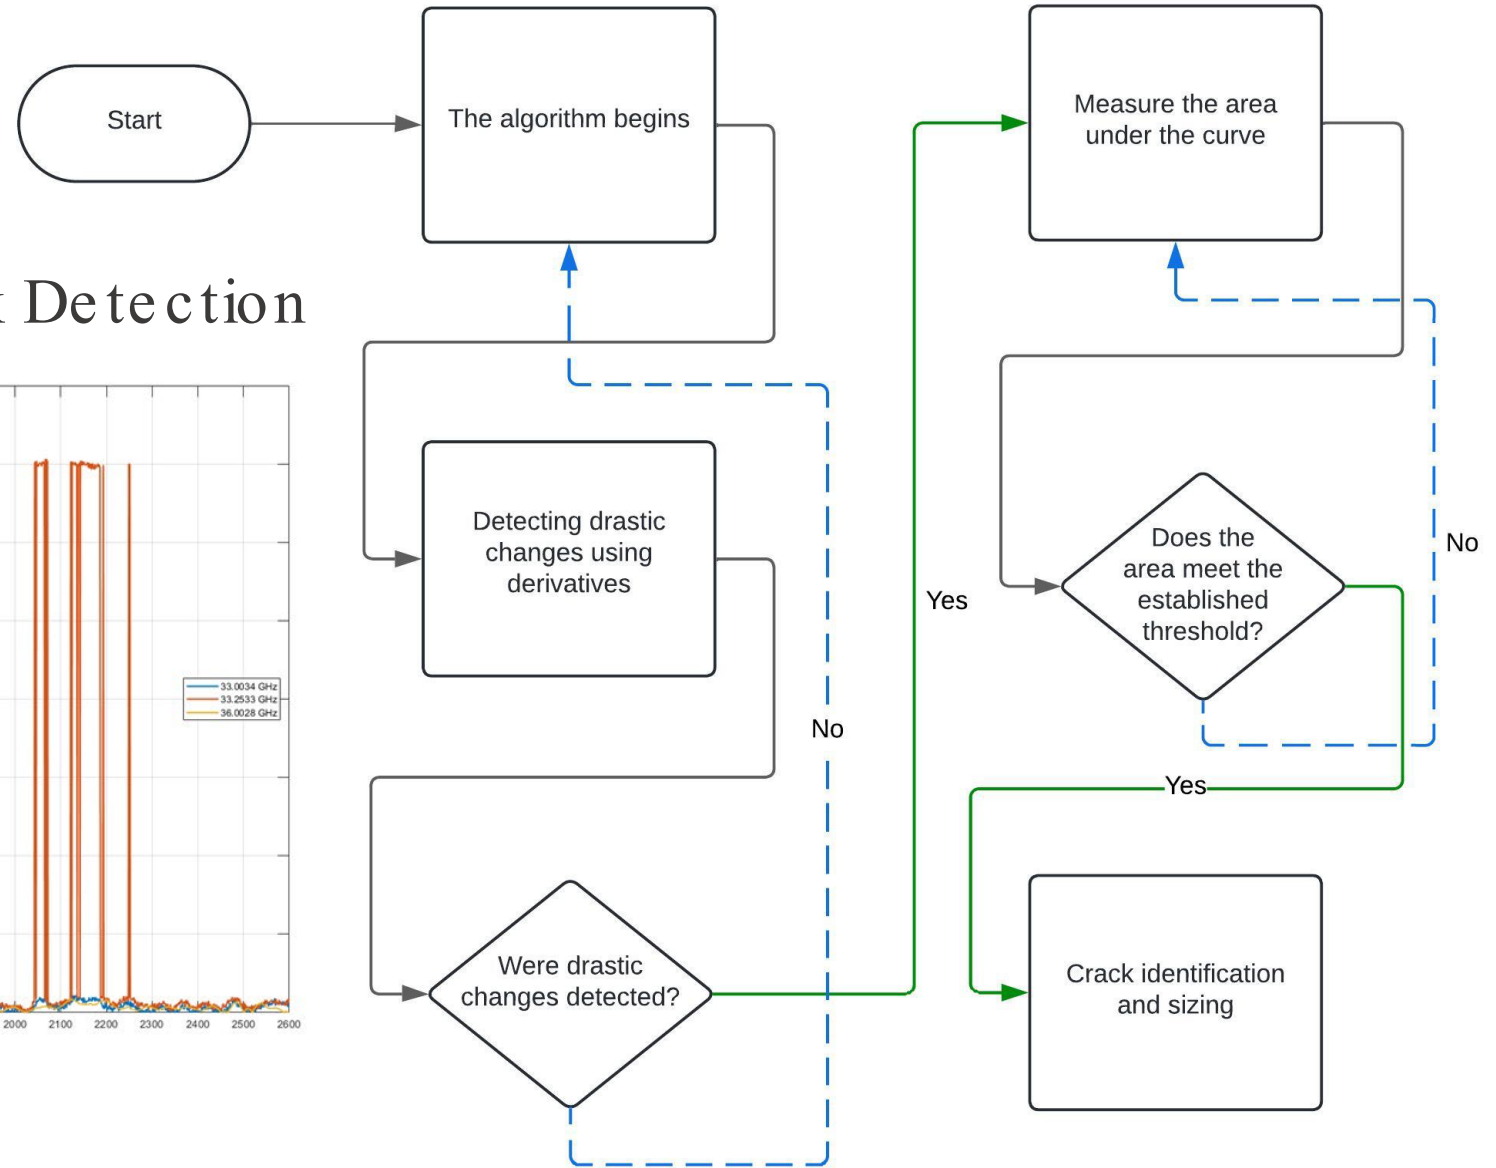 Start
The algorithm begins
Detection
Detecting drastic
changes using
derivatives
33.0034 GHz
33.2533 GHz
36.0028 GHz
2000 2100 2200 2300 2400 2500 2600
Were drastic
changes detected?
No
Yes
Measure the area
under the curve
Does the
area meet the
established
threshold?
No
Yes
Crack identification
and sizing